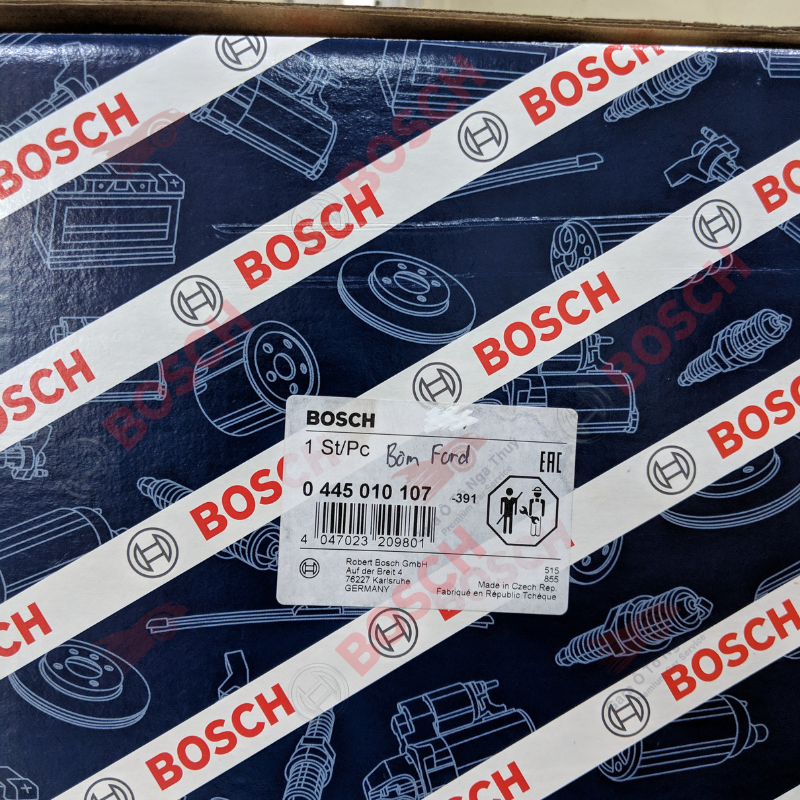 BOSCH
BOSCH
BOSCH
BOSCH
BOSCH
BOSCH
BOSCH
BOSCH
1 St/Pc Bơm Ford
EAC
0 445 010 107 -391
4 047023 209801
Robert Bosch GmbH
Auf der Breit 4
76227 Karlsruhe
GERMANY
515
855
Made in Czech Rep.
Fabriqué en République Tchèque
BOSCH
BOSCH
BOSCH
BOSCH